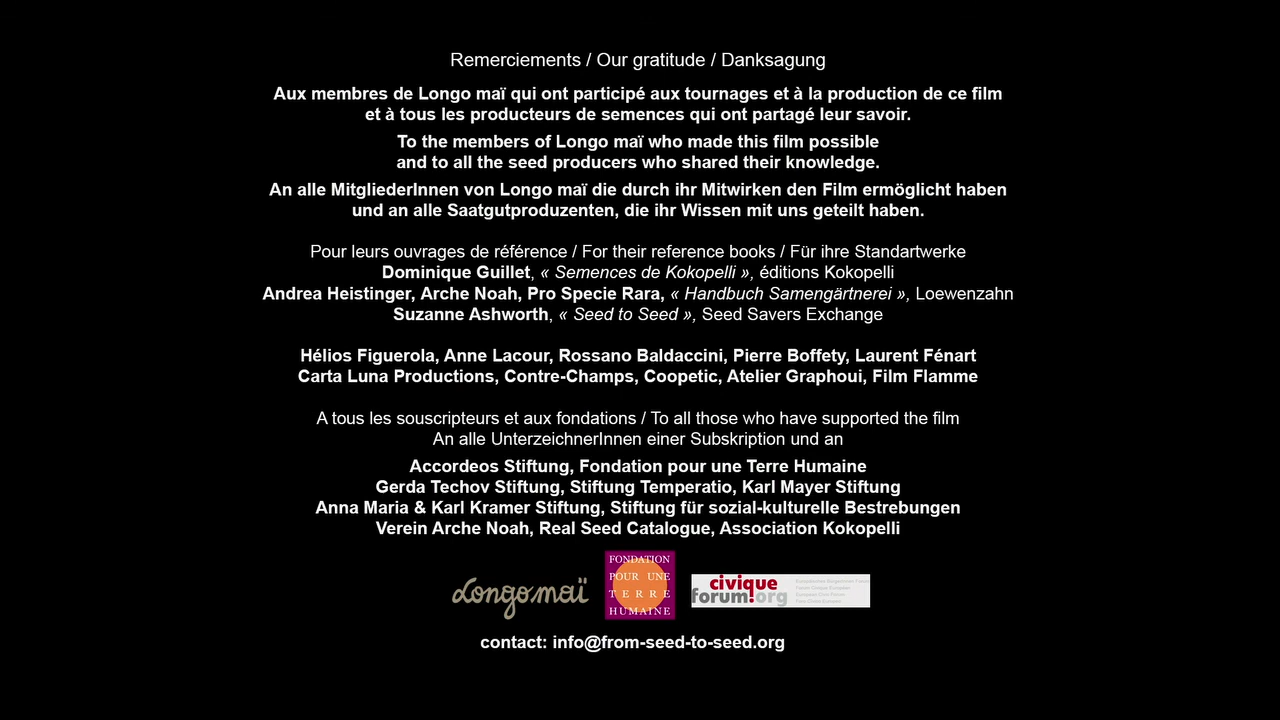 Remerciements / Our gratitude / Danksagung
Aux membres de Longo maï qui ont participé aux tournages et à la production de ce film
et à tous les producteurs de semences qui ont partagé leur savoir.
To the members of Longo maï who made this film possible
and to all the seed producers who shared their knowledge.
An alle MitgliederInnen von Longo maï die durch ihr Mitwirken den Film ermöglicht haben
und an alle Saatgutproduzenten, die ihr Wissen mit uns geteilt haben.
Pour leurs ouvrages de référence / For their reference books / Für ihre Standartwerke
Dominique Guillet, « Semences de Kokopelli », éditions Kokopelli
Andrea Heistinger, Arche Noah, Pro Specie Rara, « Handbuch Samengärtnerei », Loewenzahn
Suzanne Ashworth, « Seed to Seed », Seed Savers Exchange
Hélios Figuerola, Anne Lacour, Rossano Baldaccini, Pierre Boffety, Laurent Fénart
Carta Luna Productions, Contre-Champs, Coopetic, Atelier Graphoui, Film Flamme
A tous les souscripteurs et aux fondations / To all those who have supported the film
An alle UnterzeichnerInnen einer Subskription und an
Accordeos Stiftung, Fondation pour une Terre Humaine
Gerda Techov Stiftung, Stiftung Temperatio, Karl Mayer Stiftung
Anna Maria & Karl Kramer Stiftung, Stiftung für sozial-kulturelle Bestrebungen
Verein Arche Noah, Real Seed Catalogue, Association Kokopelli
Longomaï
FONDATION
POUR UNE
TERRE
HUMAINE
civique
forum.org
contact: info@from-seed-to-seed.org